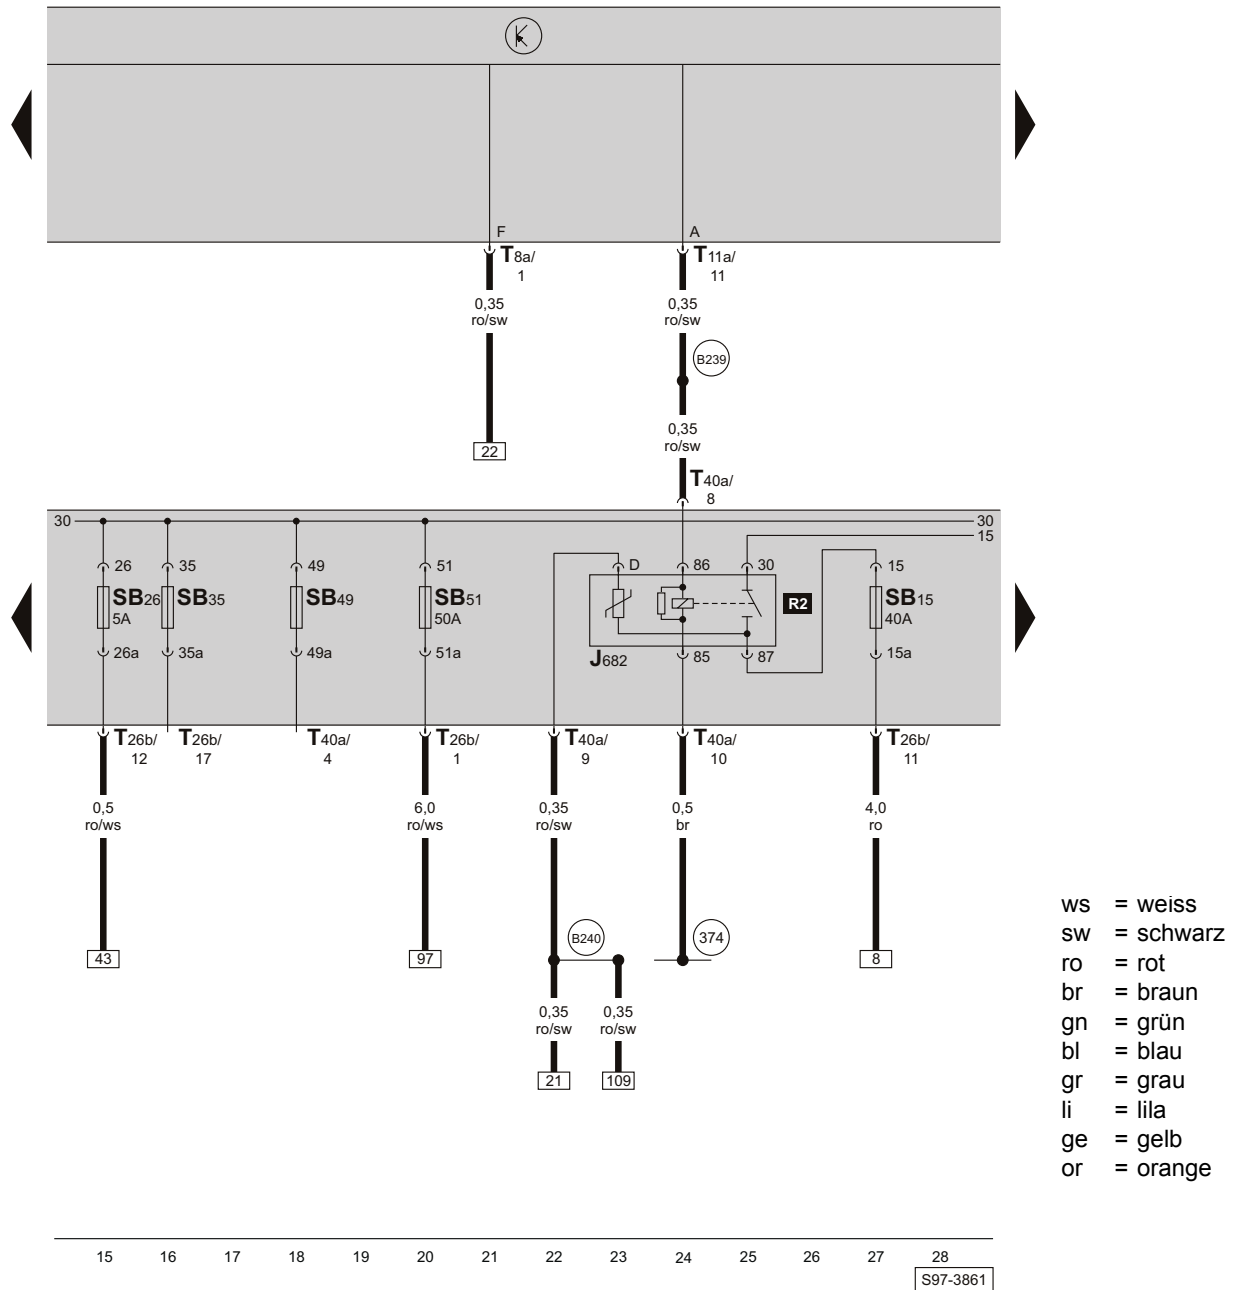 F
A
T8a/
1
T11a/
11
0,35
ro/sw
0,35
ro/sw
B239
0,35
ro/sw
22
T40a/
8
30
30
15
26
35
49
51
D
86
30
15
SB26
5A
SB35
SB49
SB51
50A
R2
SB15
40A
26a
35a
49a
51a
J682
85
87
15a
T26b/
12
T26b/
17
T40a/
4
T26b/
1
T40a/
9
T40a/
10
T26b/
11
0,5
ro/ws
6,0
ro/ws
0,35
ro/sw
0,5
br
4,0
ro
B240
374
43
97
8
0,35
ro/sw
0,35
ro/sw
21
109
ws = weiss
sw = schwarz
ro = rot
br = braun
gn = grün
bl = blau
gr = grau
li = lila
ge = gelb
or = orange
15 16 17 18 19 20 21 22 23 24 25 26 27 28
S97-3861